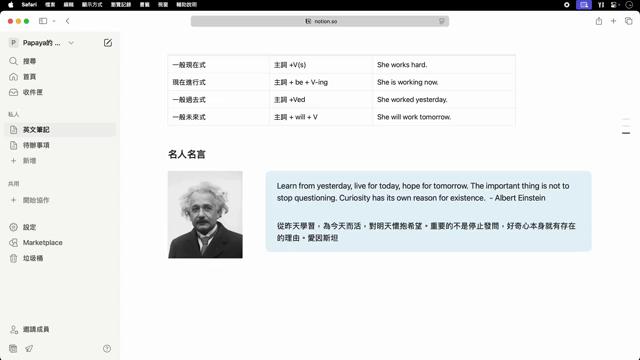 Safari 檔案 編輯 顯示方式 瀏覽記錄 書籤 視窗 輔助說明
notion.so
P Papaya的 ...
搜尋
首頁
收件匣
私人
英文筆記
待辦事項
新增
共用
開始協作
設定
Marketplace
垃圾桶
邀請成員
一般現在式 主詞 +V(s) She works hard.
現在進行式 主詞 + be + V-ing She is working now.
一般過去式 主詞 +Ved She worked yesterday.
一般未來式 主詞 + will + V She will work tomorrow.
名人名言
Learn from yesterday, live for today, hope for tomorrow. The important thing is not to
stop questioning. Curiosity has its own reason for existence. - Albert Einstein
從昨天學習，為今天而活，對明天懷抱希望。重要的不是停止發問，好奇心本身就有存在
的理由。愛因斯坦